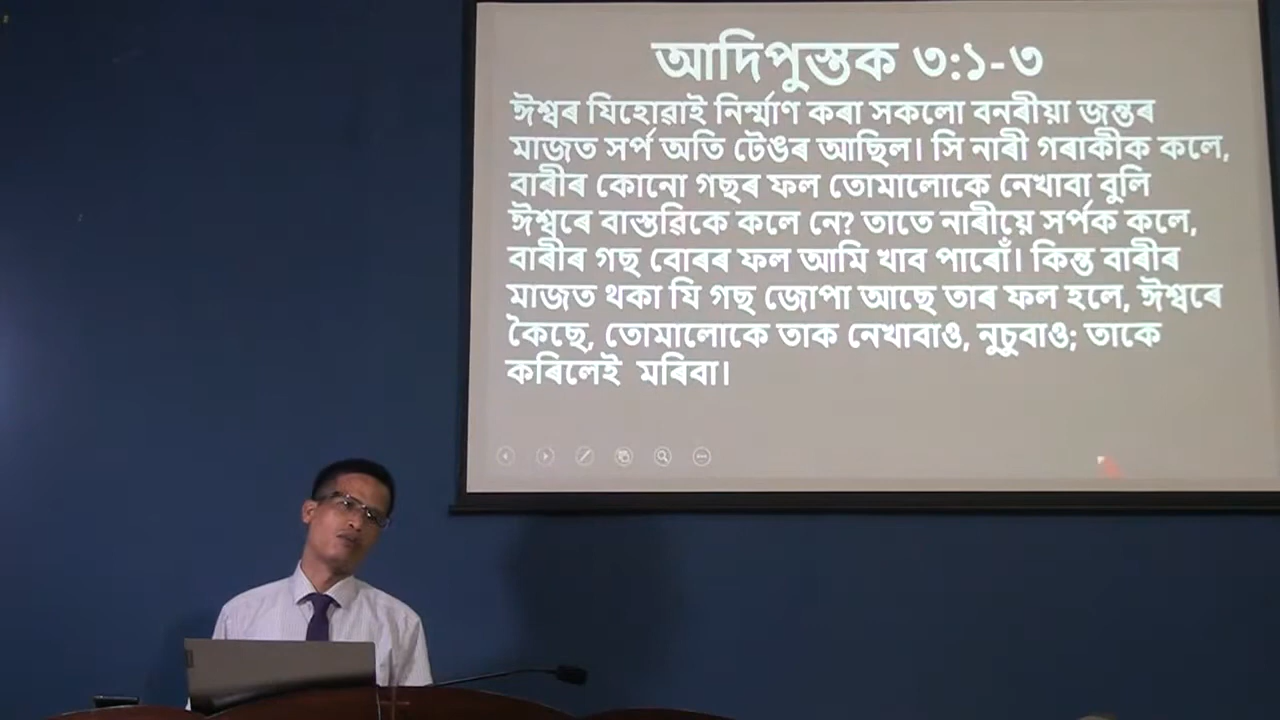 আদিপুস্তক ৩:১-৩
ঈশ্বৰ যিহোৱাই নিৰ্ম্মাণ কৰা সকলো বনৰীয়া জন্তৰ
মাজত সৰ্প অতি টেঙৰ আছিল। সি নাৰী গৰাকীক কলে,
বাৰীৰ কোনো গছৰ ফল তোমালোকে নেখাবা বুলি
ঈশ্বৰে বাস্তৱিকে কলে নে? তাতে নাৰীয়ে সৰ্পক কলে,
বাৰীৰ গছ বোৰৰ ফল আমি খাব পাৰোঁ। কিন্ত বাৰীৰ
মাজত থকা যি গছ জোপা আছে তাৰ ফল হলে, ঈশ্বৰে
কৈছে, তোমালোকে তাক নেখাবাও, নুচুবাও; তাকে
কৰিলেই মৰিবা।